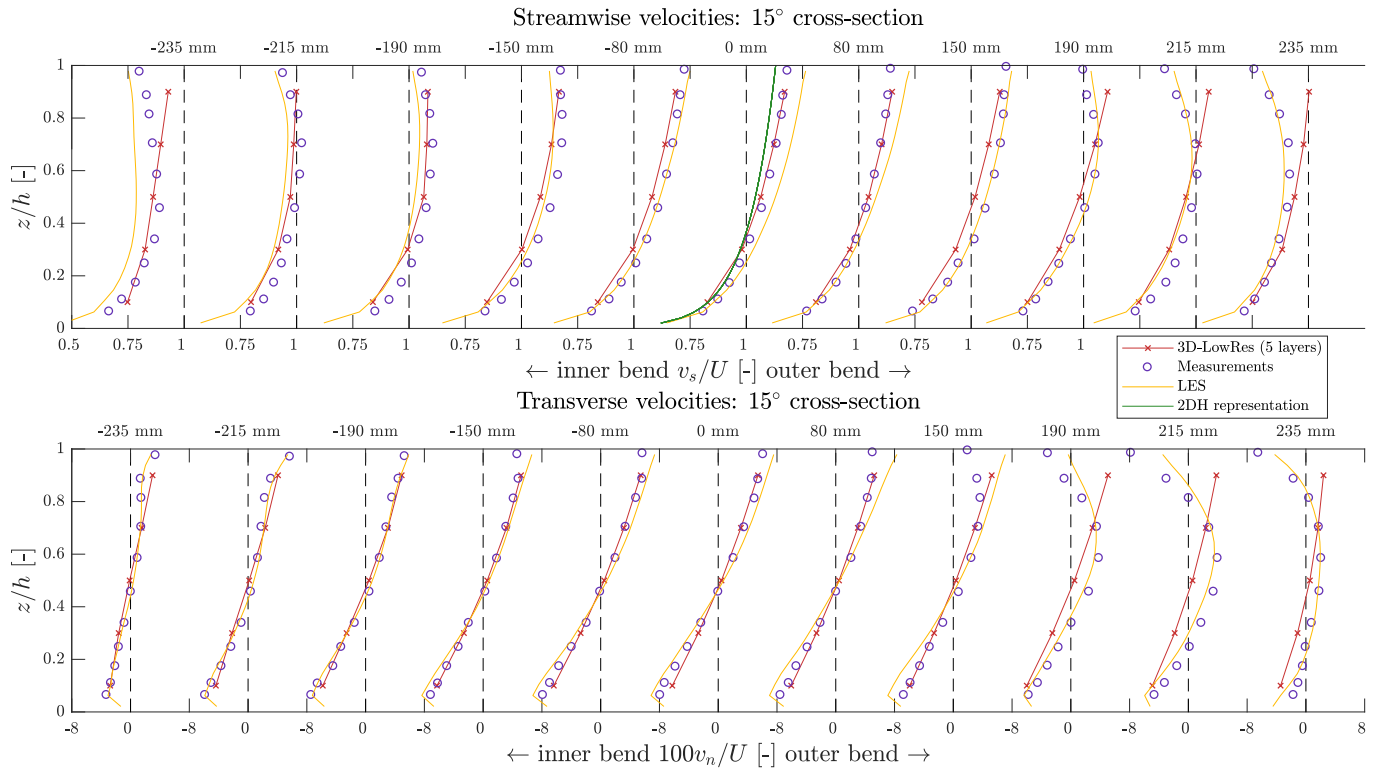 Streamwise velocities: 15° cross-section
-235 mm -215 mm -190 mm -150 mm -80 mm 0 mm 80 mm 150 mm 190 mm 215 mm 235 mm
1
0.8
0.6
0.4
0.2
0
z/h [-]
0.5 0.75 1 0.75 1 0.75 1 0.75 1 0.75 1 0.75 1 0.75 1 0.75 1 0.75 1 0.75 1 0.75 1
← inner bend v_s/U [-] outer bend →
3D-LowRes (5 layers)
Measurements
LES
2DH representation
Transverse velocities: 15° cross-section
-235 mm -215 mm -190 mm -150 mm -80 mm 0 mm 80 mm 150 mm 190 mm 215 mm 235 mm
1
0.8
0.6
0.4
0.2
0
z/h [-]
-8 0 -8 0 -8 0 -8 0 -8 0 -8 0 -8 0 -8 0 -8 0 -8 0 -8 0 8
← inner bend 100v_n/U [-] outer bend →